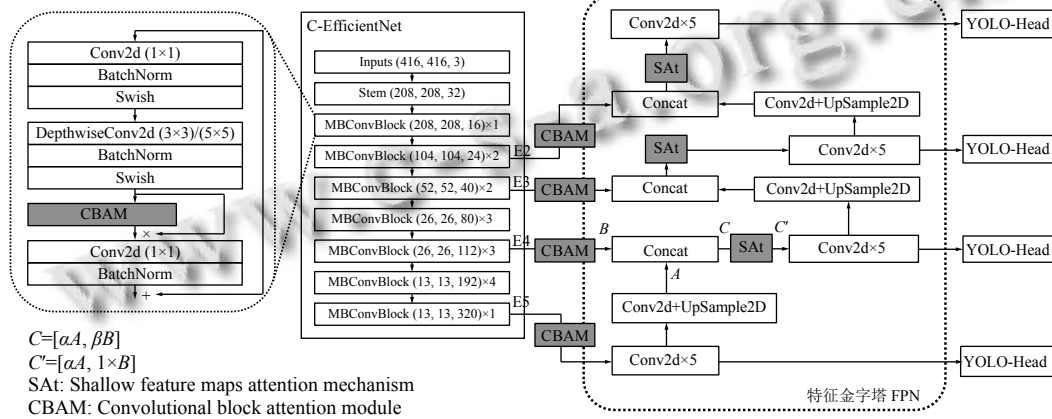 Conv2d (1×1)
BatchNorm
Swish
DepthwiseConv2d (3×3)/(5×5)
BatchNorm
Swish
CBAM
×
Conv2d (1×1)
BatchNorm
+
C=[αA, βB]
C′=[αA, 1×B]
SAt: Shallow feature maps attention mechanism
CBAM: Convolutional block attention module
C-EfficientNet
Inputs (416, 416, 3)
Stem (208, 208, 32)
MBConvBlock (208, 208, 16)×1
MBConvBlock (104, 104, 24)×2
MBConvBlock (52, 52, 40)×2
MBConvBlock (26, 26, 80)×3
MBConvBlock (26, 26, 112)×3
MBConvBlock (13, 13, 192)×4
MBConvBlock (13, 13, 320)×1
E2
E3
E4
E5
CBAM
CBAM
CBAM
CBAM
Conv2d×5
YOLO-Head
SAt
Concat
Conv2d+UpSample2D
SAt
Conv2d×5
YOLO-Head
Concat
Conv2d+UpSample2D
B
Concat
C
SAt
C′
Conv2d×5
YOLO-Head
A
Conv2d+UpSample2D
Conv2d×5
YOLO-Head
特征金字塔 FPN